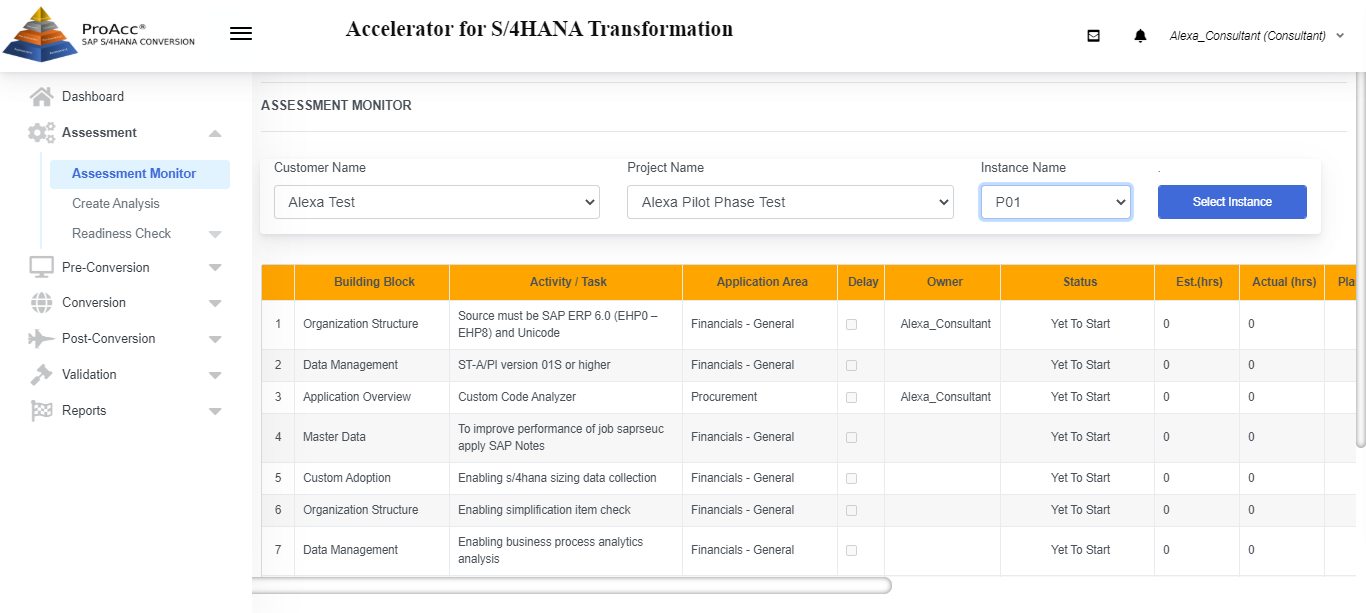 ProAcc®
SAP S/4HANA CONVERSION
Accelerator for S/4HANA Transformation
Alexa_Consultant (Consultant)
Dashboard
Assessment
Assessment Monitor
Create Analysis
Readiness Check
Pre-Conversion
Conversion
Post-Conversion
Validation
Reports
ASSESSMENT MONITOR
Customer Name Project Name Instance Name .
Alexa Test Alexa Pilot Phase Test P01 Select Instance
Building Block Activity / Task Application Area Delay Owner Status Est.(hrs) Actual (hrs) Pla
1 Organization Structure Source must be SAP ERP 6.0 (EHP0 – Financials - General Alexa_Consultant Yet To Start 0 0
EHP8) and Unicode
2 Data Management ST-A/PI version 01S or higher Financials - General Yet To Start 0 0
3 Application Overview Custom Code Analyzer Procurement Alexa_Consultant Yet To Start 0 0
4 Master Data To improve performance of job saprseuc Financials - General Yet To Start 0 0
apply SAP Notes
5 Custom Adoption Enabling s/4hana sizing data collection Financials - General Yet To Start 0 0
6 Organization Structure Enabling simplification item check Financials - General Yet To Start 0 0
7 Data Management Enabling business process analytics Financials - General Yet To Start 0 0
analysis